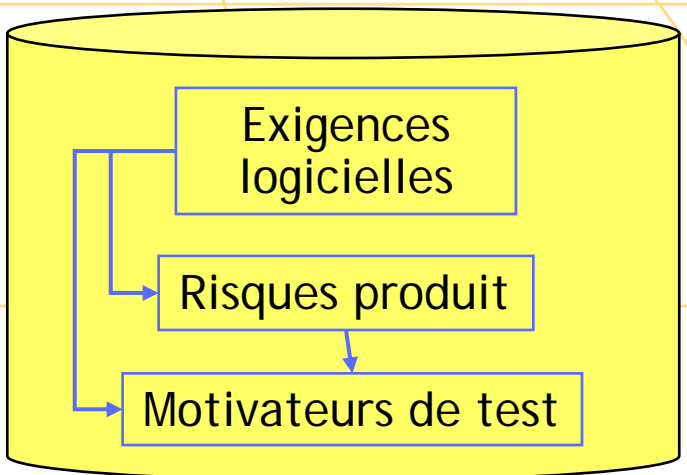 Exigences
logicielles
Risques produit
Motivateurs de test